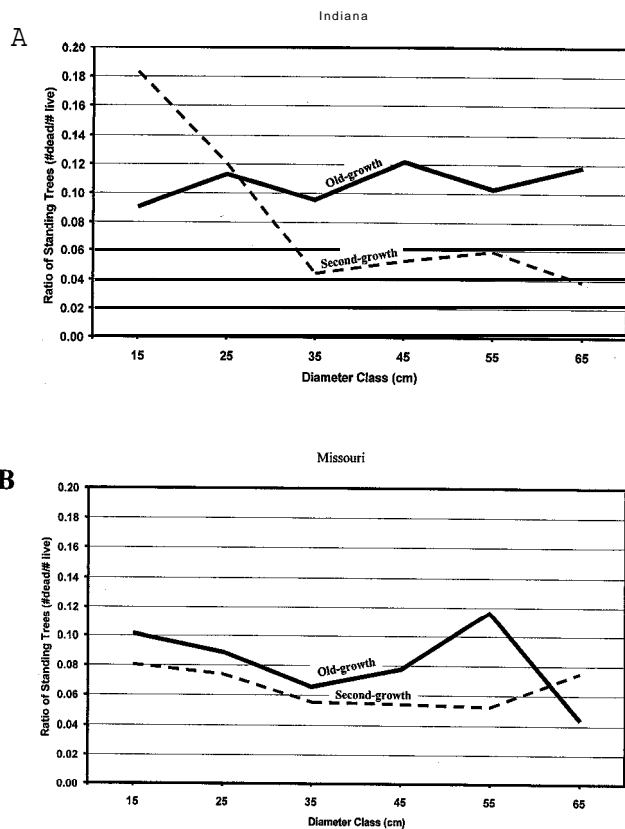 Indiana
A
0.20
0.18
0.16
0.14
0.12
0.10
0.08
0.06
0.04
0.02
0.00
Ratio of Standing Trees (#dead/# live)
Old-growth
Second-growth
15 25 35 45 55 65
Diameter Class (cm)
Missouri
B
0.20
0.18
0.16
0.14
0.12
0.10
0.08
0.06
0.04
0.02
0.00
Ratio of Standing Trees (#dead/# live)
Old-growth
Second-growth
15 25 35 45 55 65
Diameter Class (cm)